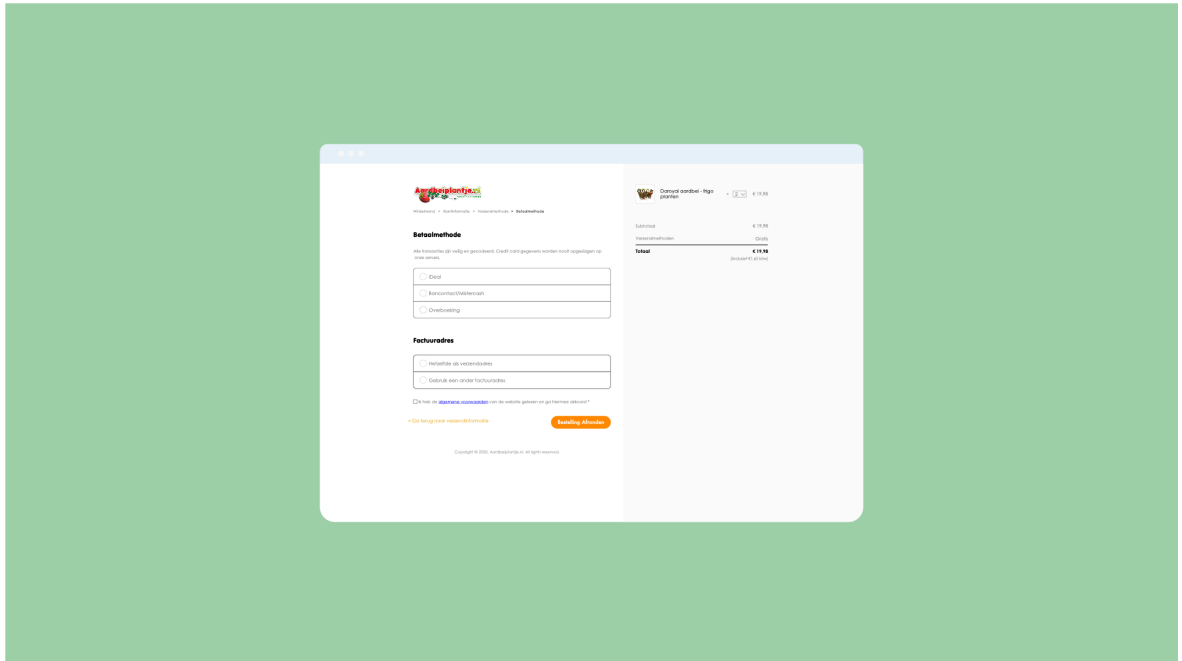 Aardbeiplantje.nl
Winkelmand > Klantinformatie > Verzendmethode > Betaalmethode
Betaalmethode
Alle transacties zijn veilig en gecodeerd. Credit card gegevens worden nooit opgeslagen op
onze servers.
iDeal
Bancontact/Mistercash
Overboeking
Factuuradres
Hetzelfde als verzendadres
Gebruik een ander factuuradres
Ik heb de algemene voorwaarden van de website gelezen en ga hiermee akkoord *
« Ga terug naar verzendinformatie
Bestelling Afronden
Copyright © 2020, Aardbeiplantje.nl. All rights reserved.
Daroyal aardbei - frigo
planten
× 2 € 19,98
Subtotaal € 19,98
Verzendmethoden Gratis
Totaal € 19,98